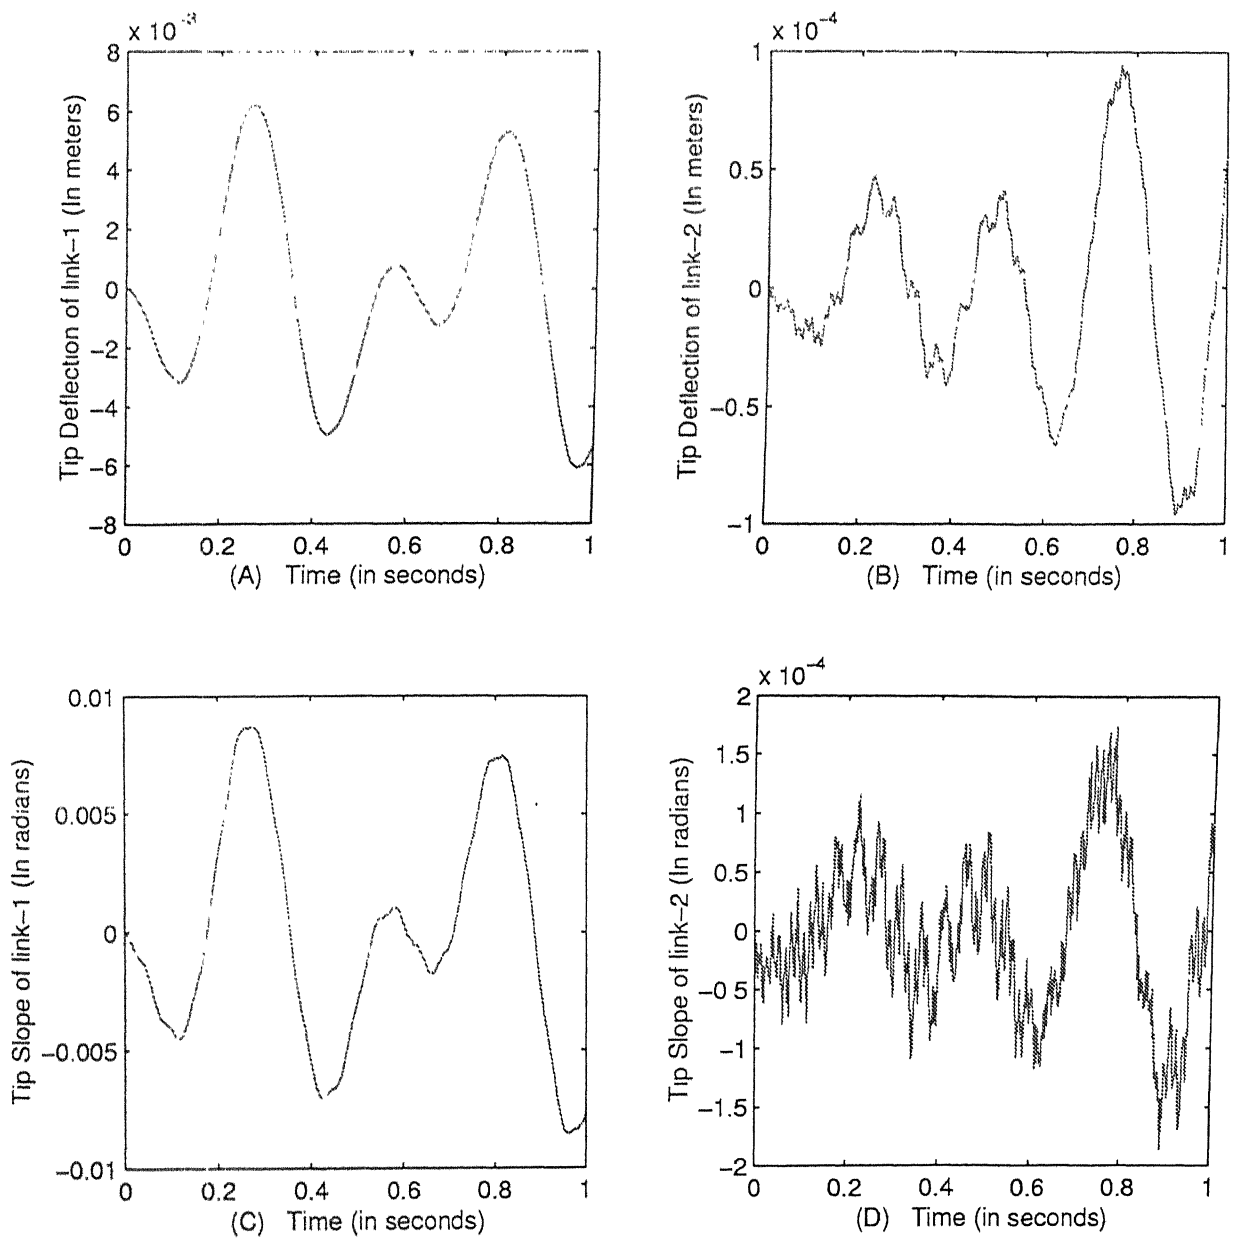 x 10⁻³
8
6
4
2
0
−2
−4
−6
−8
Tip Deflection of link−1 (In meters)
0 0.2 0.4 0.6 0.8 1
(A) Time (in seconds)
x 10⁻⁴
1
0.5
0
−0.5
−1
Tip Deflection of link−2 (In meters)
0 0.2 0.4 0.6 0.8 1
(B) Time (in seconds)
0.01
0.005
0
−0.005
−0.01
Tip Slope of link−1 (In radians)
0 0.2 0.4 0.6 0.8 1
(C) Time (in seconds)
x 10⁻⁴
2
1.5
1
0.5
0
−0.5
−1
−1.5
−2
Tip Slope of link−2 (In radians)
0 0.2 0.4 0.6 0.8 1
(D) Time (in seconds)